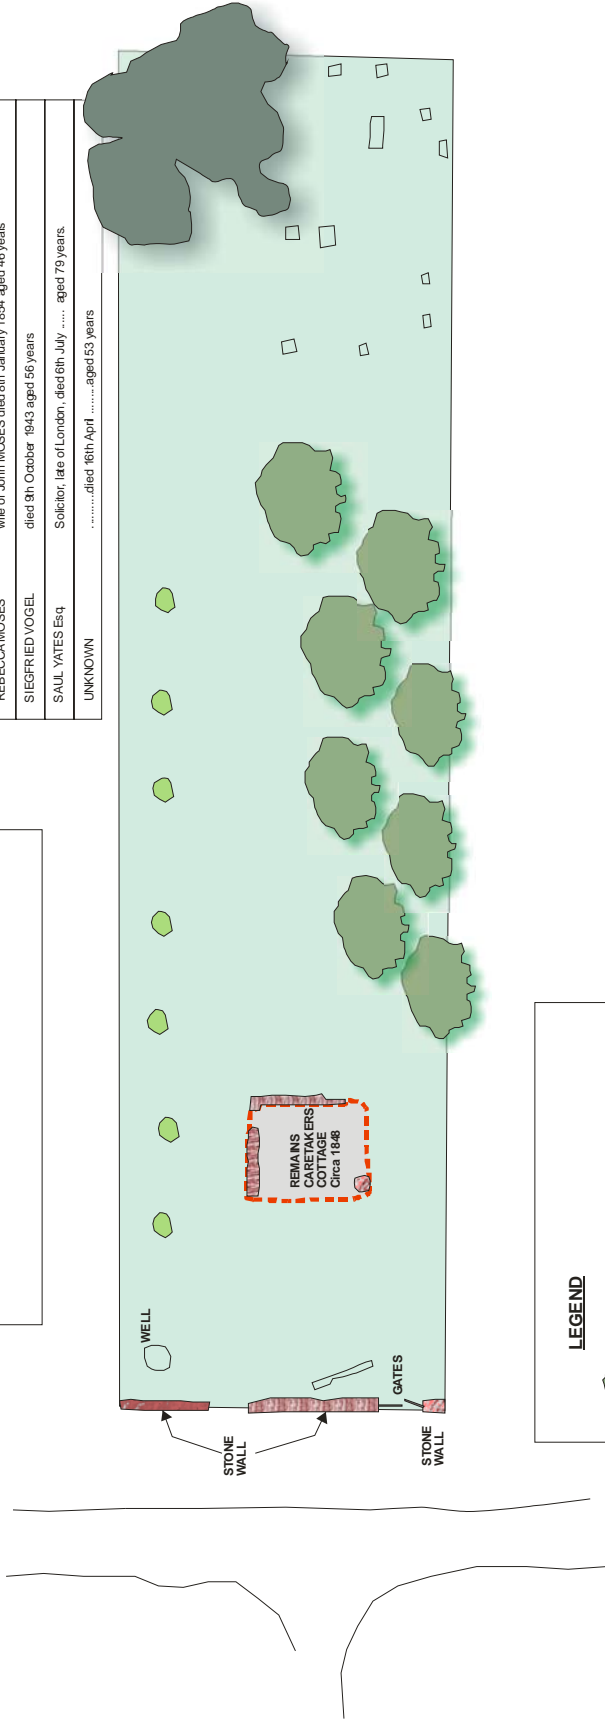 REBECCA MOSES wife of John MOSES died 8th January 1854 aged 46 years
SIEGFRIED VOGEL died 9th October 1943 aged 56 years
SAUL YATES Esq. Solicitor, late of London, died 6th July ...... aged 79 years.
UNKNOWN ..........died 16th April .........aged 53 years
WELL
REMAINS
CARETAKERS
COTTAGE
Circa 1848
GATES
STONE
WALL
STONE
WALL
LEGEND